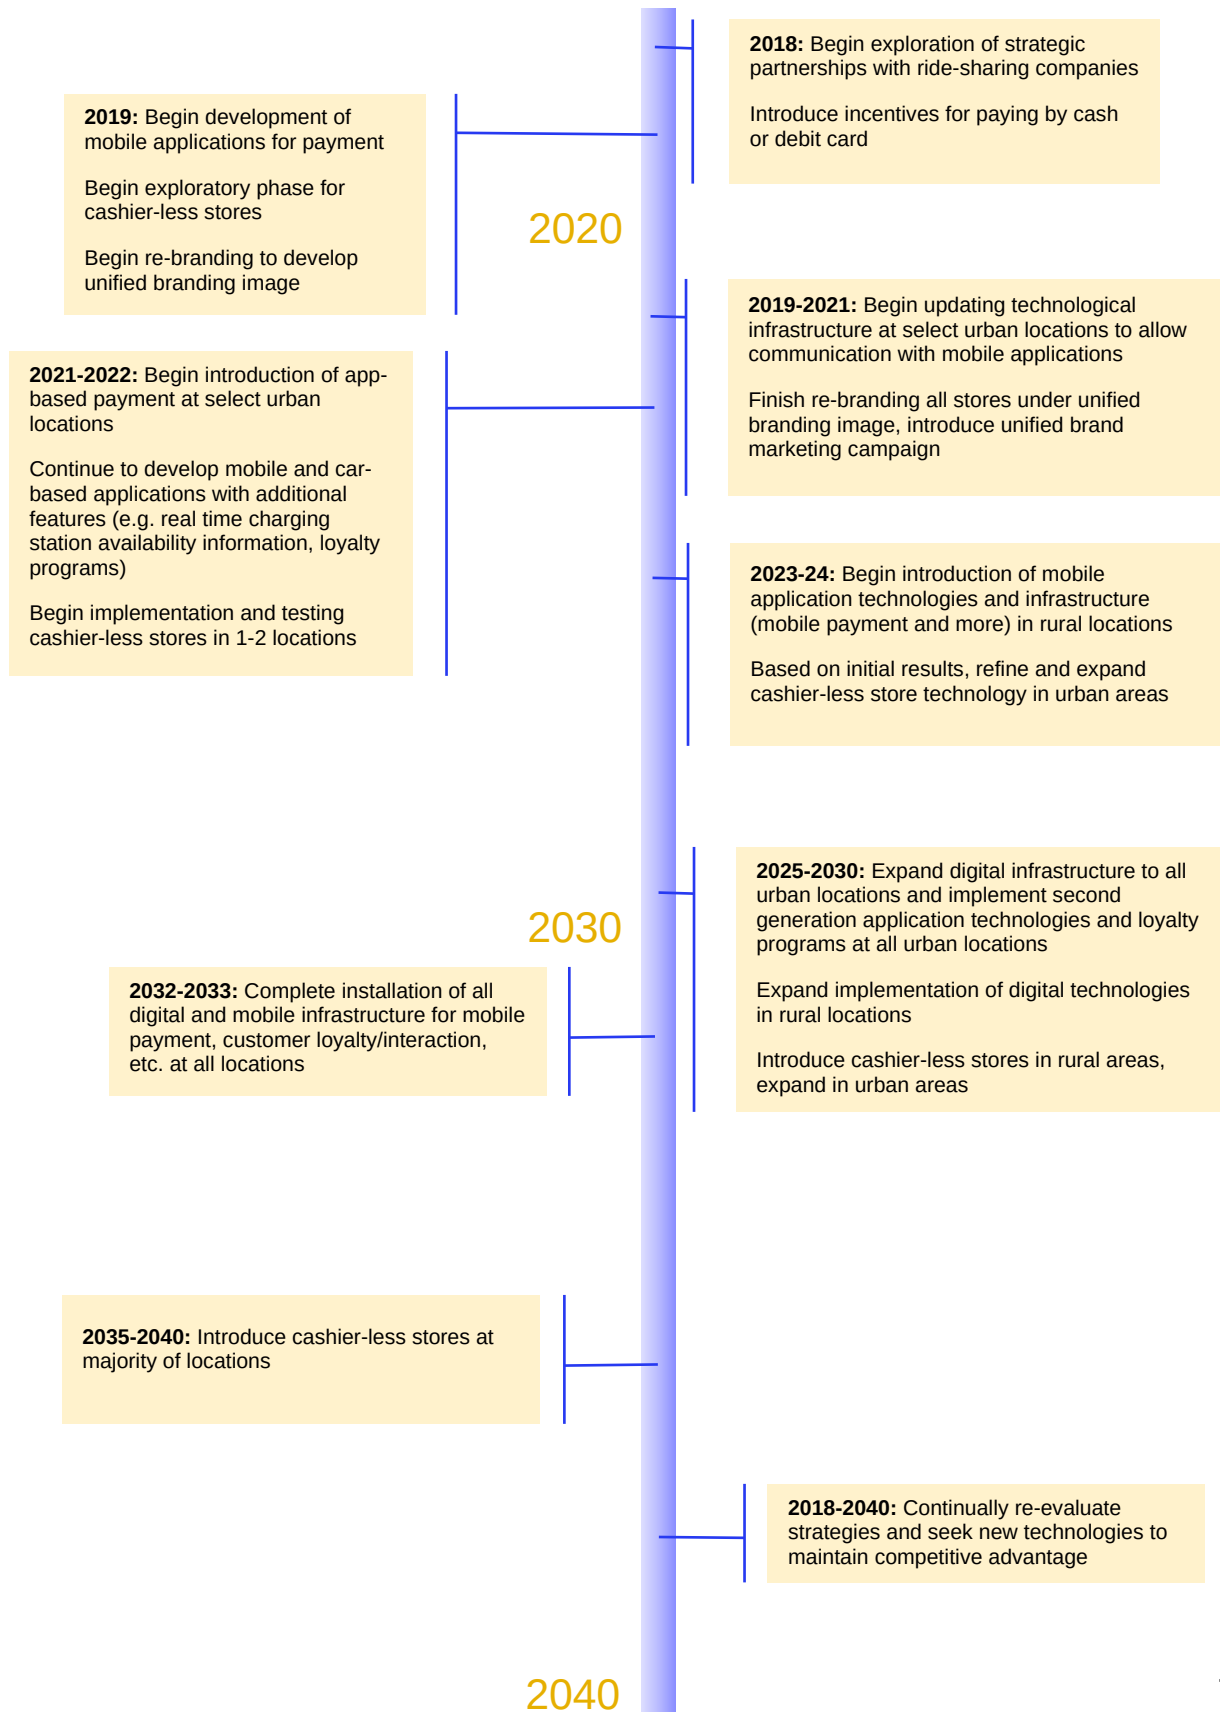 2018: Begin exploration of strategic
partnerships with ride-sharing companies
Introduce incentives for paying by cash
or debit card
2019: Begin development of
mobile applications for payment
Begin exploratory phase for
cashier-less stores
Begin re-branding to develop
unified branding image
2020
2019-2021: Begin updating technological
infrastructure at select urban locations to allow
communication with mobile applications
Finish re-branding all stores under unified
branding image, introduce unified brand
marketing campaign
2021-2022: Begin introduction of app-
based payment at select urban
locations
Continue to develop mobile and car-
based applications with additional
features (e.g. real time charging
station availability information, loyalty
programs)
Begin implementation and testing
cashier-less stores in 1-2 locations
2023-24: Begin introduction of mobile
application technologies and infrastructure
(mobile payment and more) in rural locations
Based on initial results, refine and expand
cashier-less store technology in urban areas
2025-2030: Expand digital infrastructure to all
urban locations and implement second
generation application technologies and loyalty
programs at all urban locations
Expand implementation of digital technologies
in rural locations
Introduce cashier-less stores in rural areas,
expand in urban areas
2030
2032-2033: Complete installation of all
digital and mobile infrastructure for mobile
payment, customer loyalty/interaction,
etc. at all locations
2035-2040: Introduce cashier-less stores at
majority of locations
2018-2040: Continually re-evaluate
strategies and seek new technologies to
maintain competitive advantage
2040